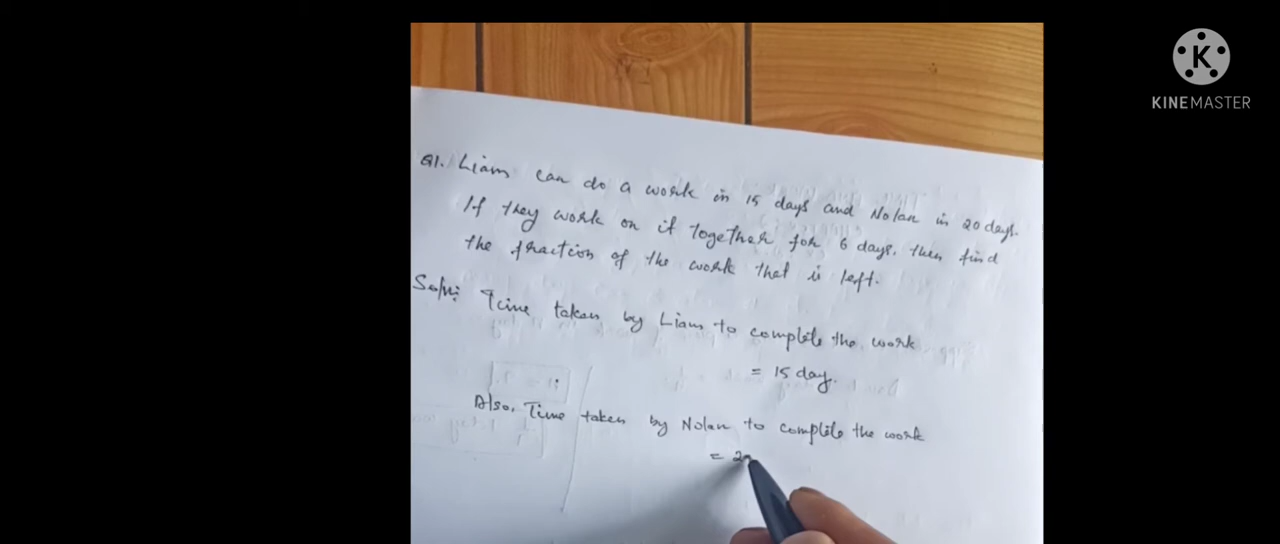 Q1. Liam can do a work in 15 days and Nolan in 20 days.
If they work on it together for 6 days, then find
the fraction of the work that is left.
Soln: Time taken by Liam to complete the work
= 15 day.
Also, Time taken by Nolan to complete the work
= 20
K
KINEMASTER